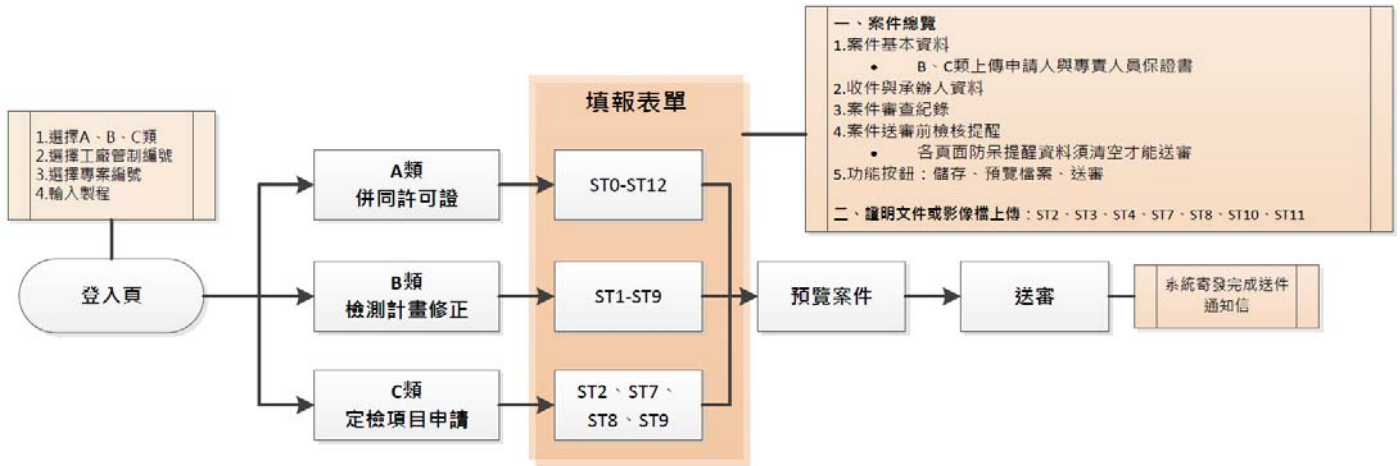 一、案件總覽
1.案件基本資料
• B、C類上傳申請人與專責人員保證書
2.收件與承辦人資料
3.案件審查紀錄
4.案件送審前檢核提醒
• 各頁面防呆提醒資料須清空才能送審
5.功能按鈕：儲存、預覽檔案、送審
二、證明文件或影像檔上傳：ST2、ST3、ST4、ST7、ST8、ST10、ST11
填報表單
1.選擇A、B、C類
2.選擇工廠管制編號
3.選擇專案編號
4.輸入製程
登入頁
A類
併同許可證
ST0-ST12
B類
檢測計畫修正
ST1-ST9
C類
定檢項目申請
ST2、ST7、
ST8、ST9
預覽案件
送審
系統寄發完成送件
通知信